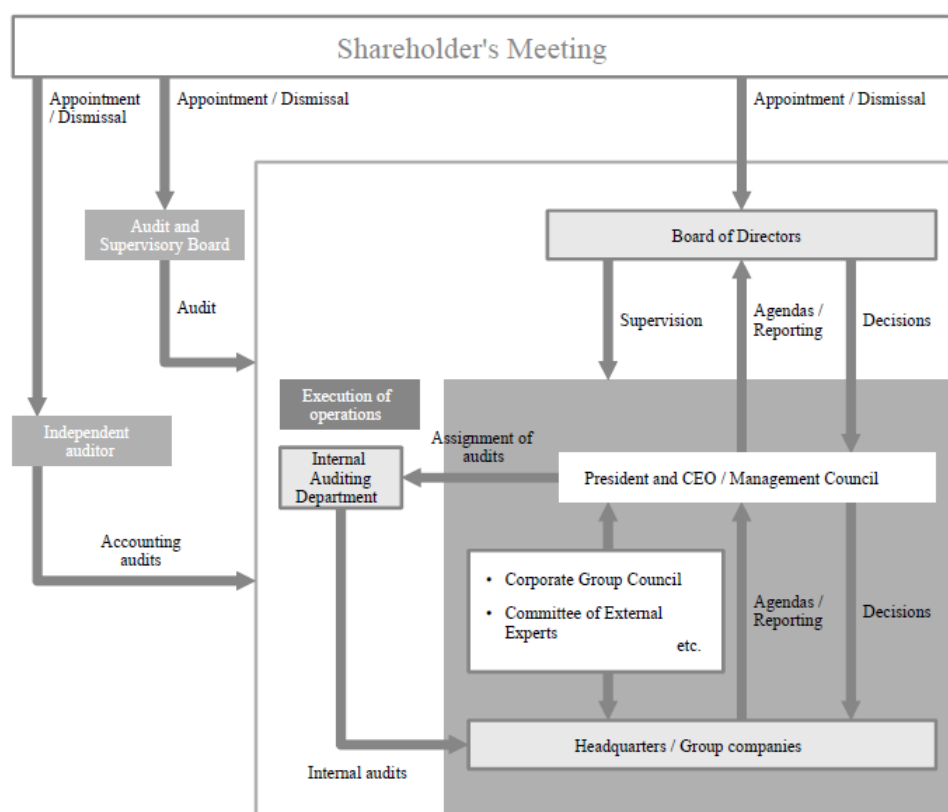 Shareholder's Meeting
Appointment
/ Dismissal
Appointment / Dismissal
Appointment / Dismissal
Audit and
Supervisory Board
Board of Directors
Audit
Supervision
Agendas /
Reporting
Decisions
Execution of
operations
Independent
auditor
Assignment of
audits
Internal
Auditing
Department
President and CEO / Management Council
Accounting
audits
• Corporate Group Council
• Committee of External
Experts
etc.
Agendas /
Reporting
Decisions
Headquarters / Group companies
Internal audits